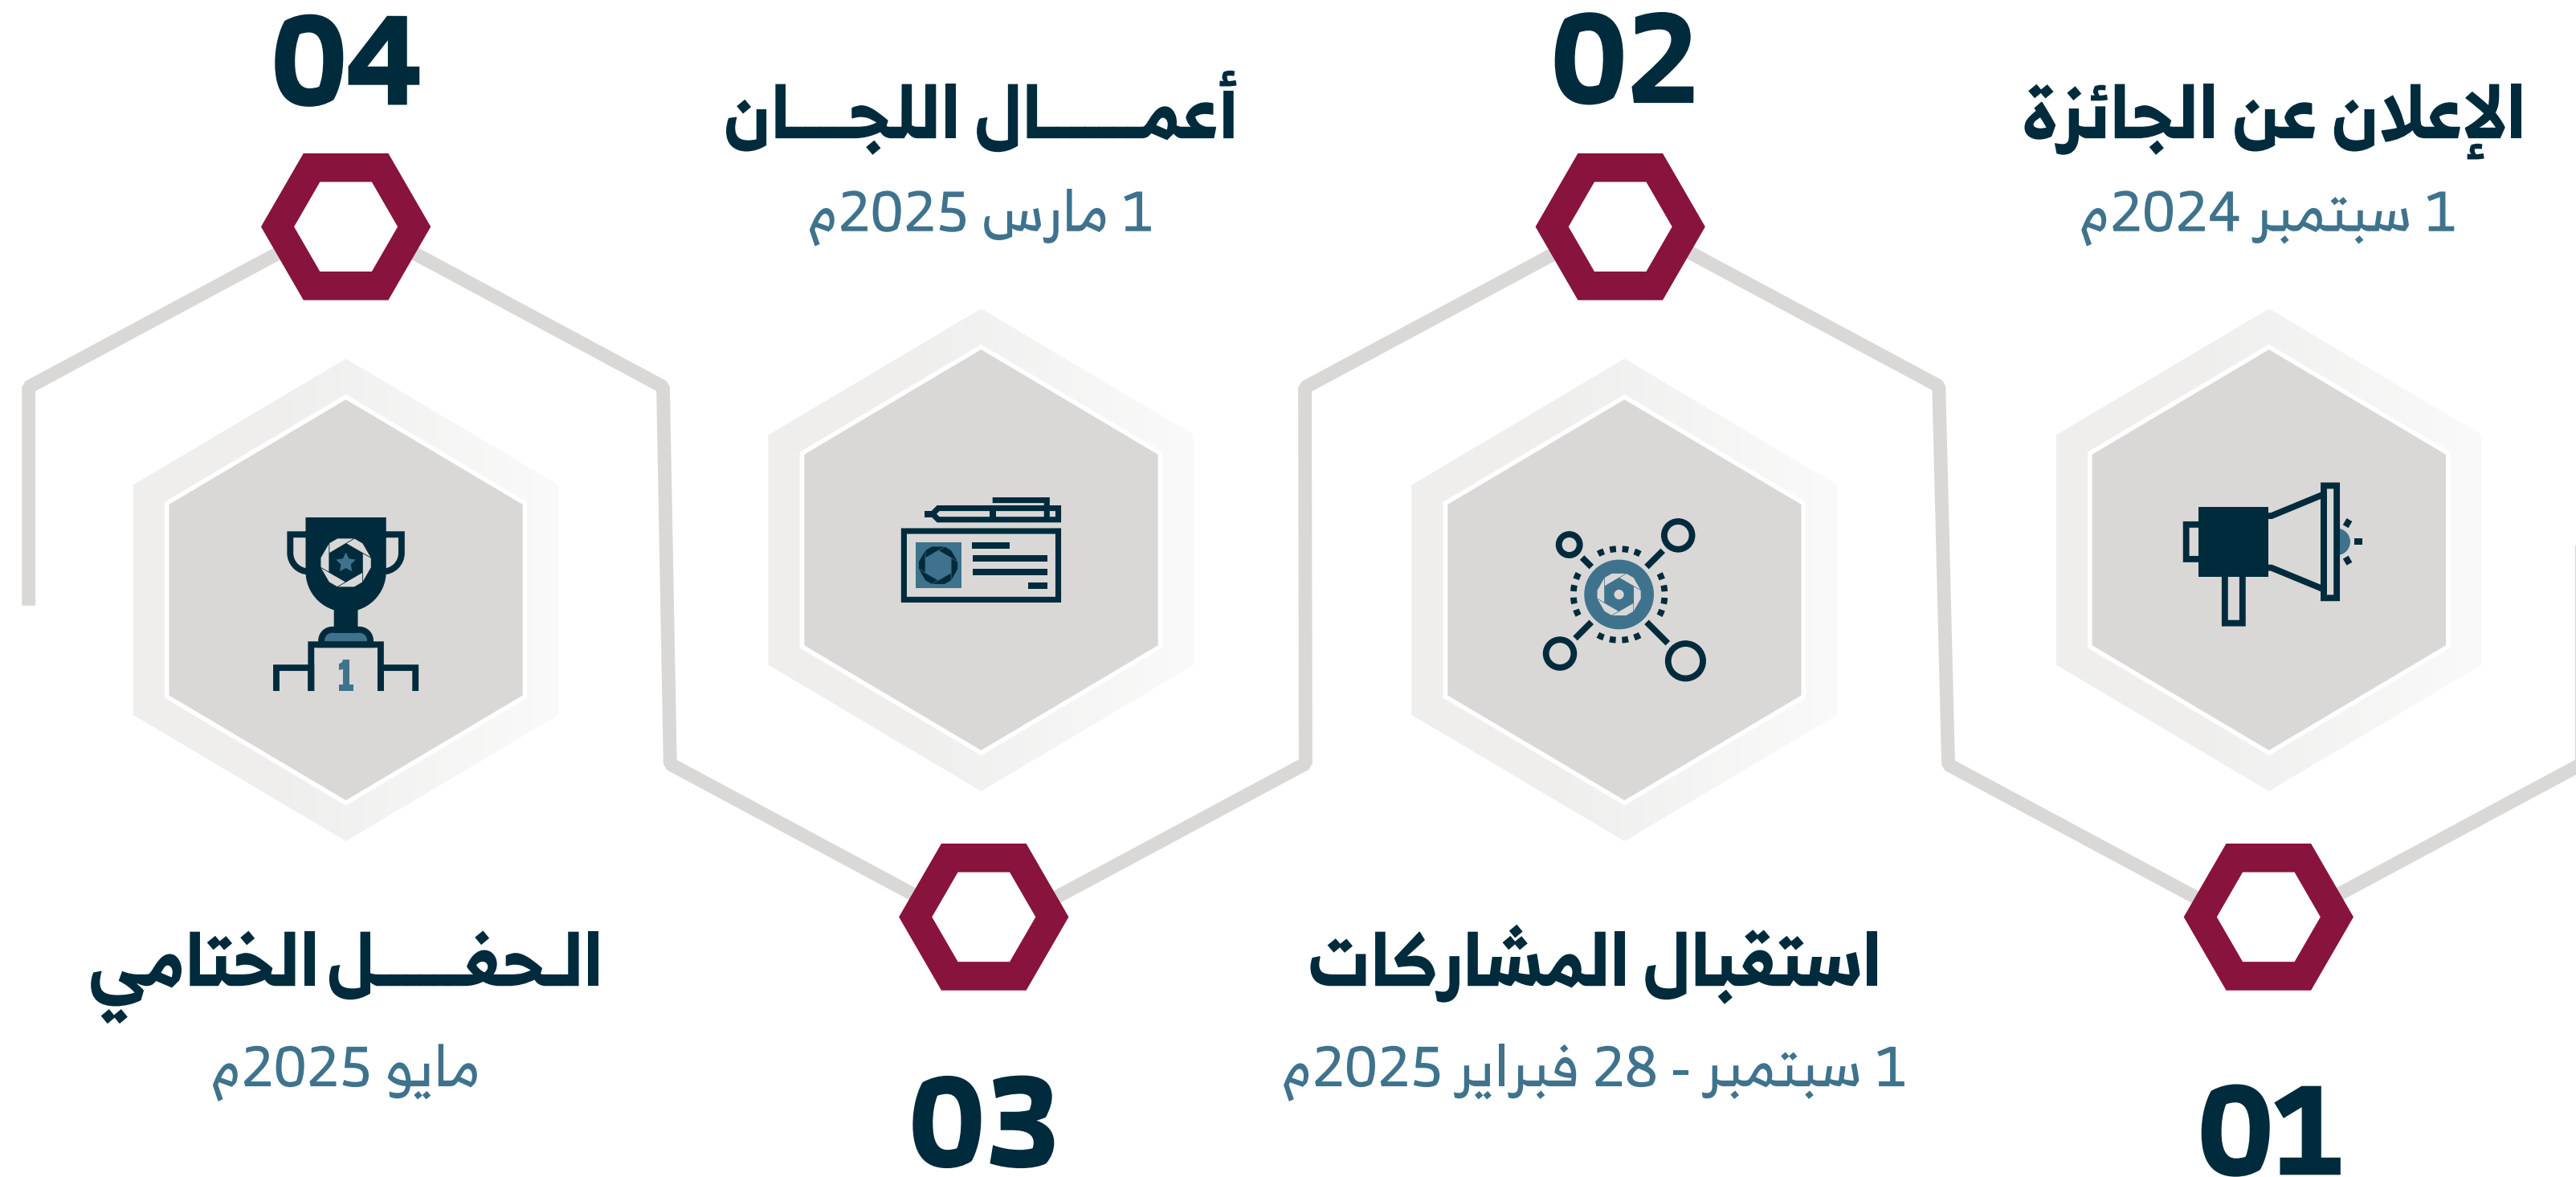 01
الإعلان عن الجائزة
1 سبتمبر 2024م
02
استقبال المشاركات
1 سبتمبر - 28 فبراير 2025م
03
أعمـــال اللجـــان
1 مارس 2025م
04
الحفـــل الختامي
مايو 2025م
1